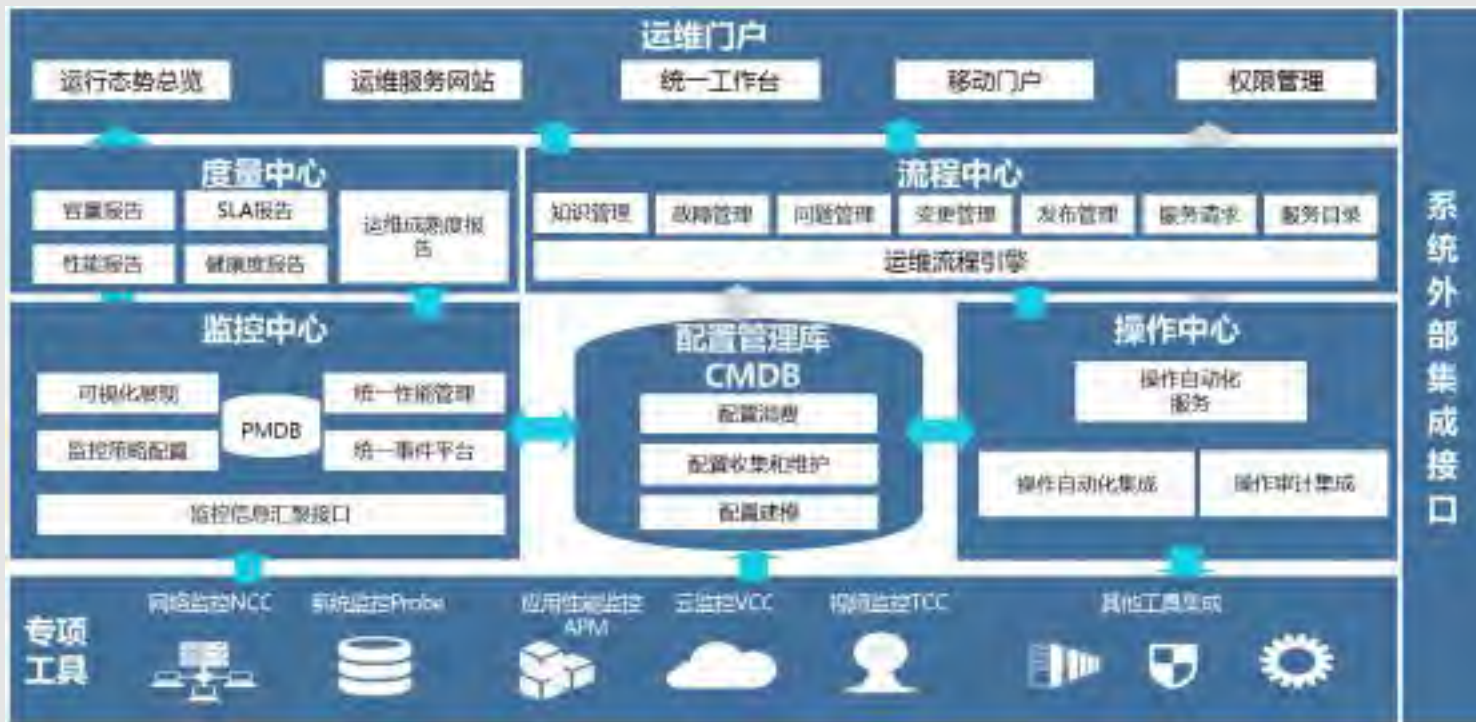 运维门户
运行态势总览
运维服务网站
统一工作台
移动门户
权限管理
度量中心
容量报告
SLA报告
运维成熟度报
告
性能报告
健康度报告
流程中心
知识管理
故障管理
问题管理
变更管理
发布管理
服务请求
服务目录
运维流程引擎
监控中心
可视化展现
统一性能管理
PMDB
监控策略配置
统一事件平台
监控信息汇聚接口
配置管理库
CMDB
配置消费
配置收集和维护
配置建模
操作中心
操作自动化
服务
操作自动化集成
操作审计集成
专项
工具
网络监控NCC
系统监控Probe
应用性能监控
APM
云监控VCC
视频监控TCC
其他工具集成
系统外部集成接口